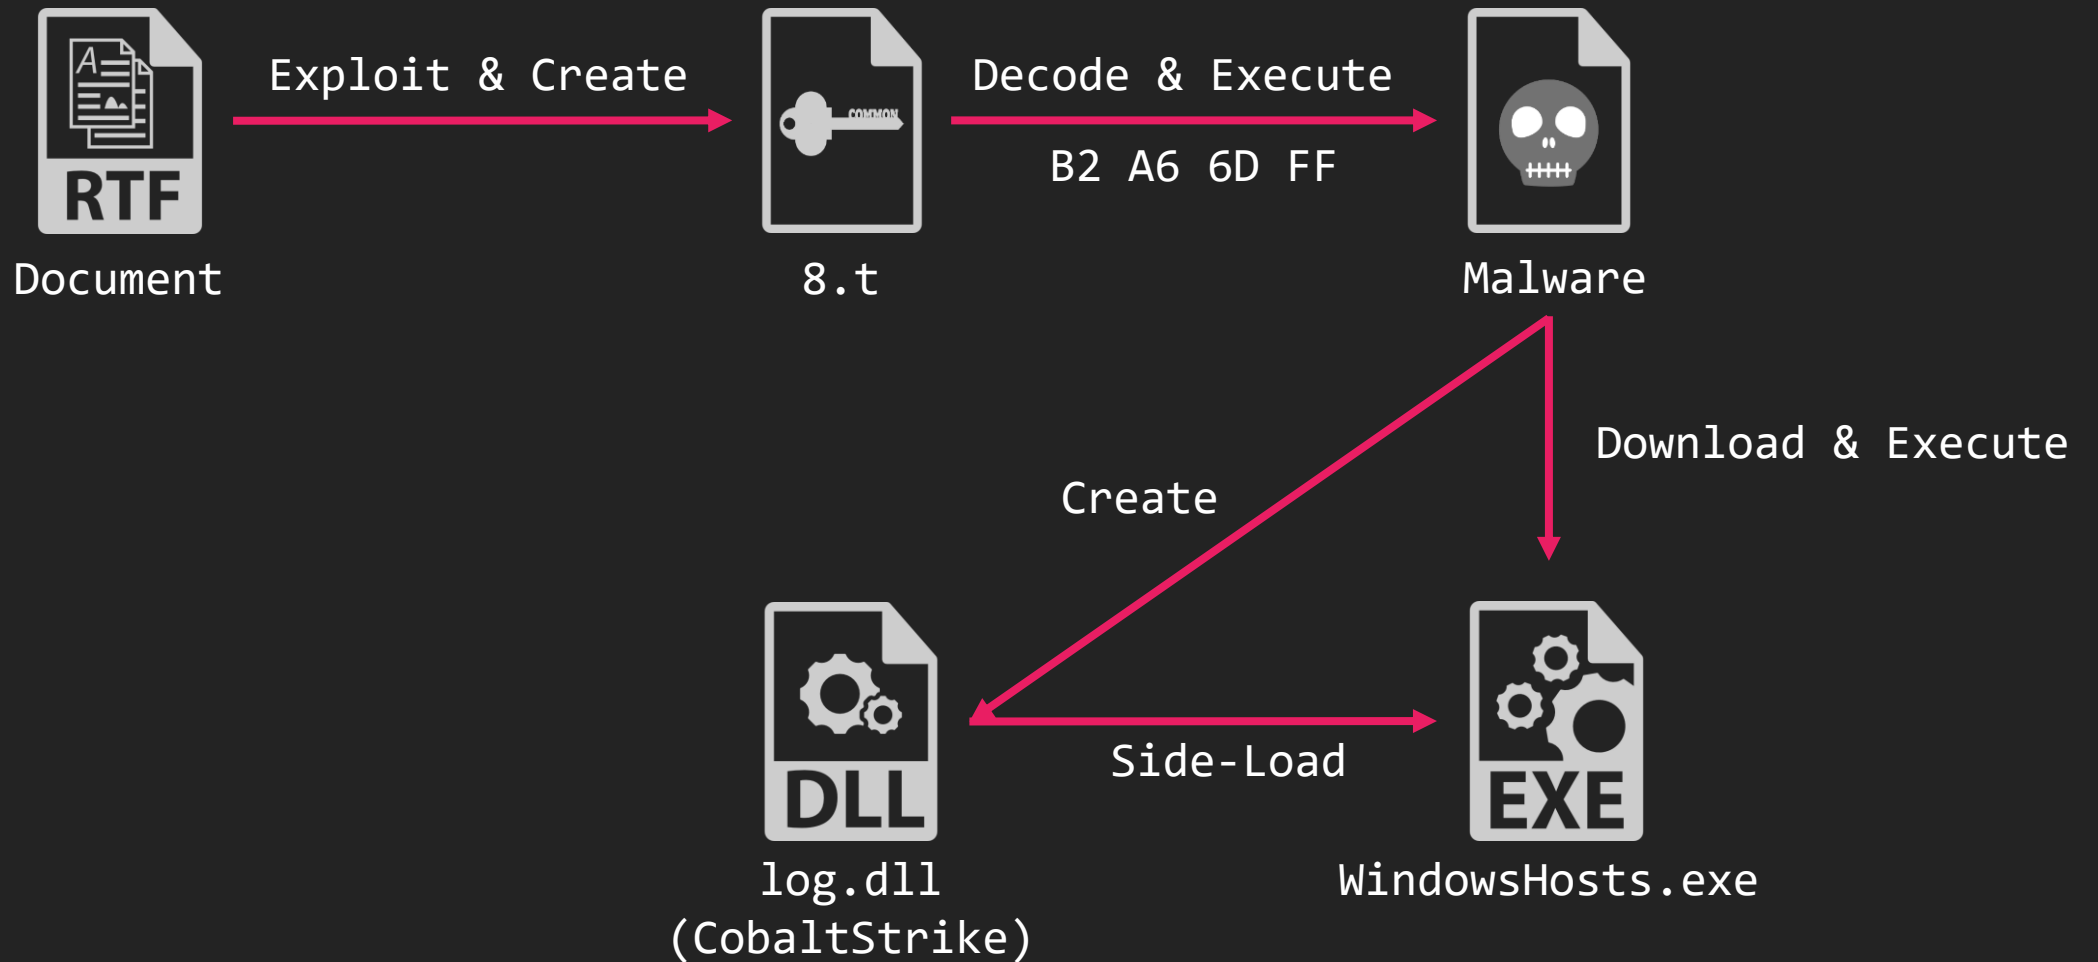 Exploit & Create
Decode & Execute
A
COMMON
B2 A6 6D FF
RTF
Document
8.t
Malware
Download & Execute
Create
Side-Load
DLL
EXE
log.dll
(CobaltStrike)
WindowsHosts.exe